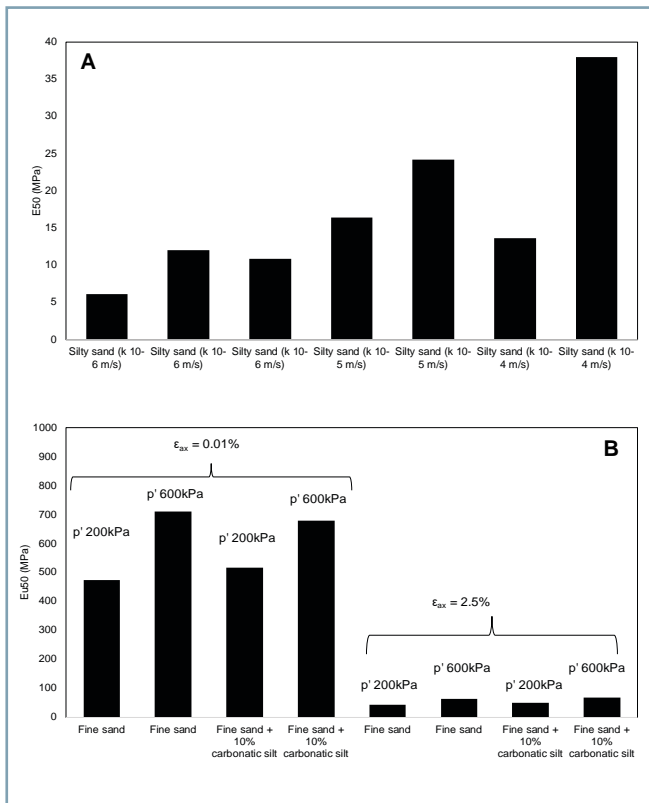 A
40
35
30
25
20
15
10
5
0
E50 (MPa)
Silty sand (k 10-
6 m/s)
Silty sand (k 10-
6 m/s)
Silty sand (k 10-
6 m/s)
Silty sand (k 10-
5 m/s)
Silty sand (k 10-
5 m/s)
Silty sand (k 10-
4 m/s)
Silty sand (k 10-
4 m/s)
B
1000
900
800
700
600
500
400
300
200
100
0
Eu50 (MPa)
εax = 0.01%
p' 200kPa
p' 600kPa
p' 200kPa
p' 600kPa
εax = 2.5%
p' 200kPa
p' 600kPa
p' 200kPa
p' 600kPa
Fine sand
Fine sand
Fine sand +
10%
carbonatic silt
Fine sand +
10%
carbonatic silt
Fine sand
Fine sand
Fine sand +
10%
carbonatic silt
Fine sand +
10%
carbonatic silt